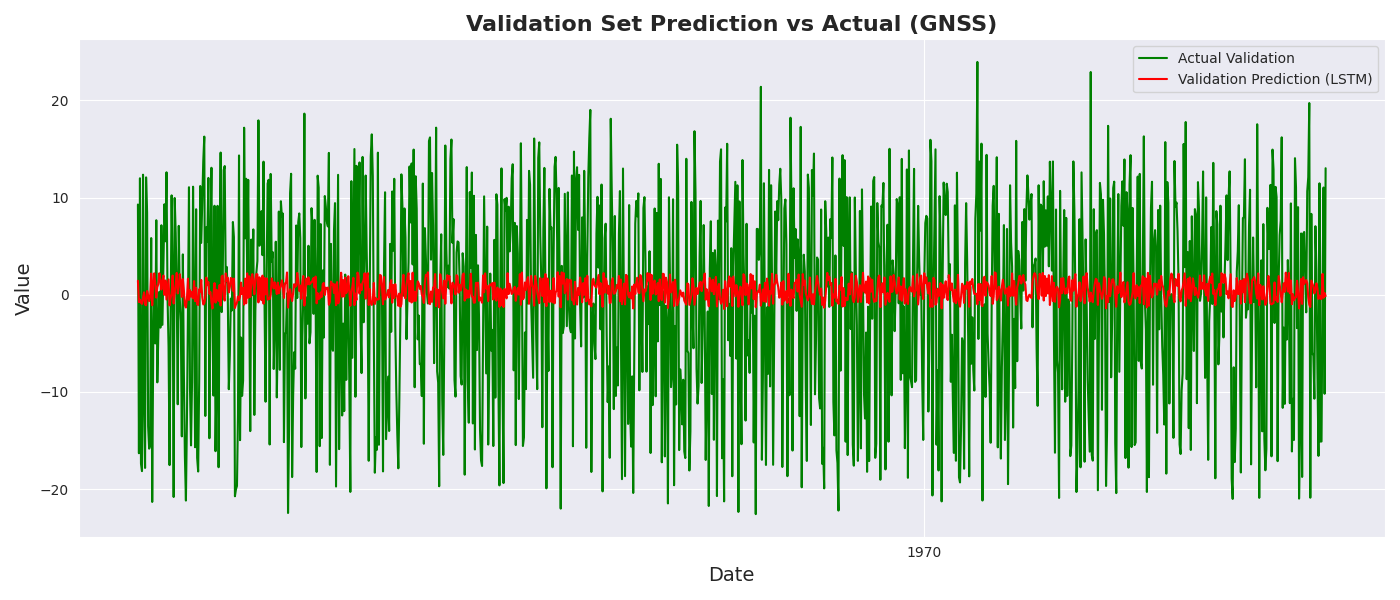 Validation Set Prediction vs Actual (GNSS)
Actual Validation
Validation Prediction (LSTM)
Value
20
10
0
−10
−20
1970
Date